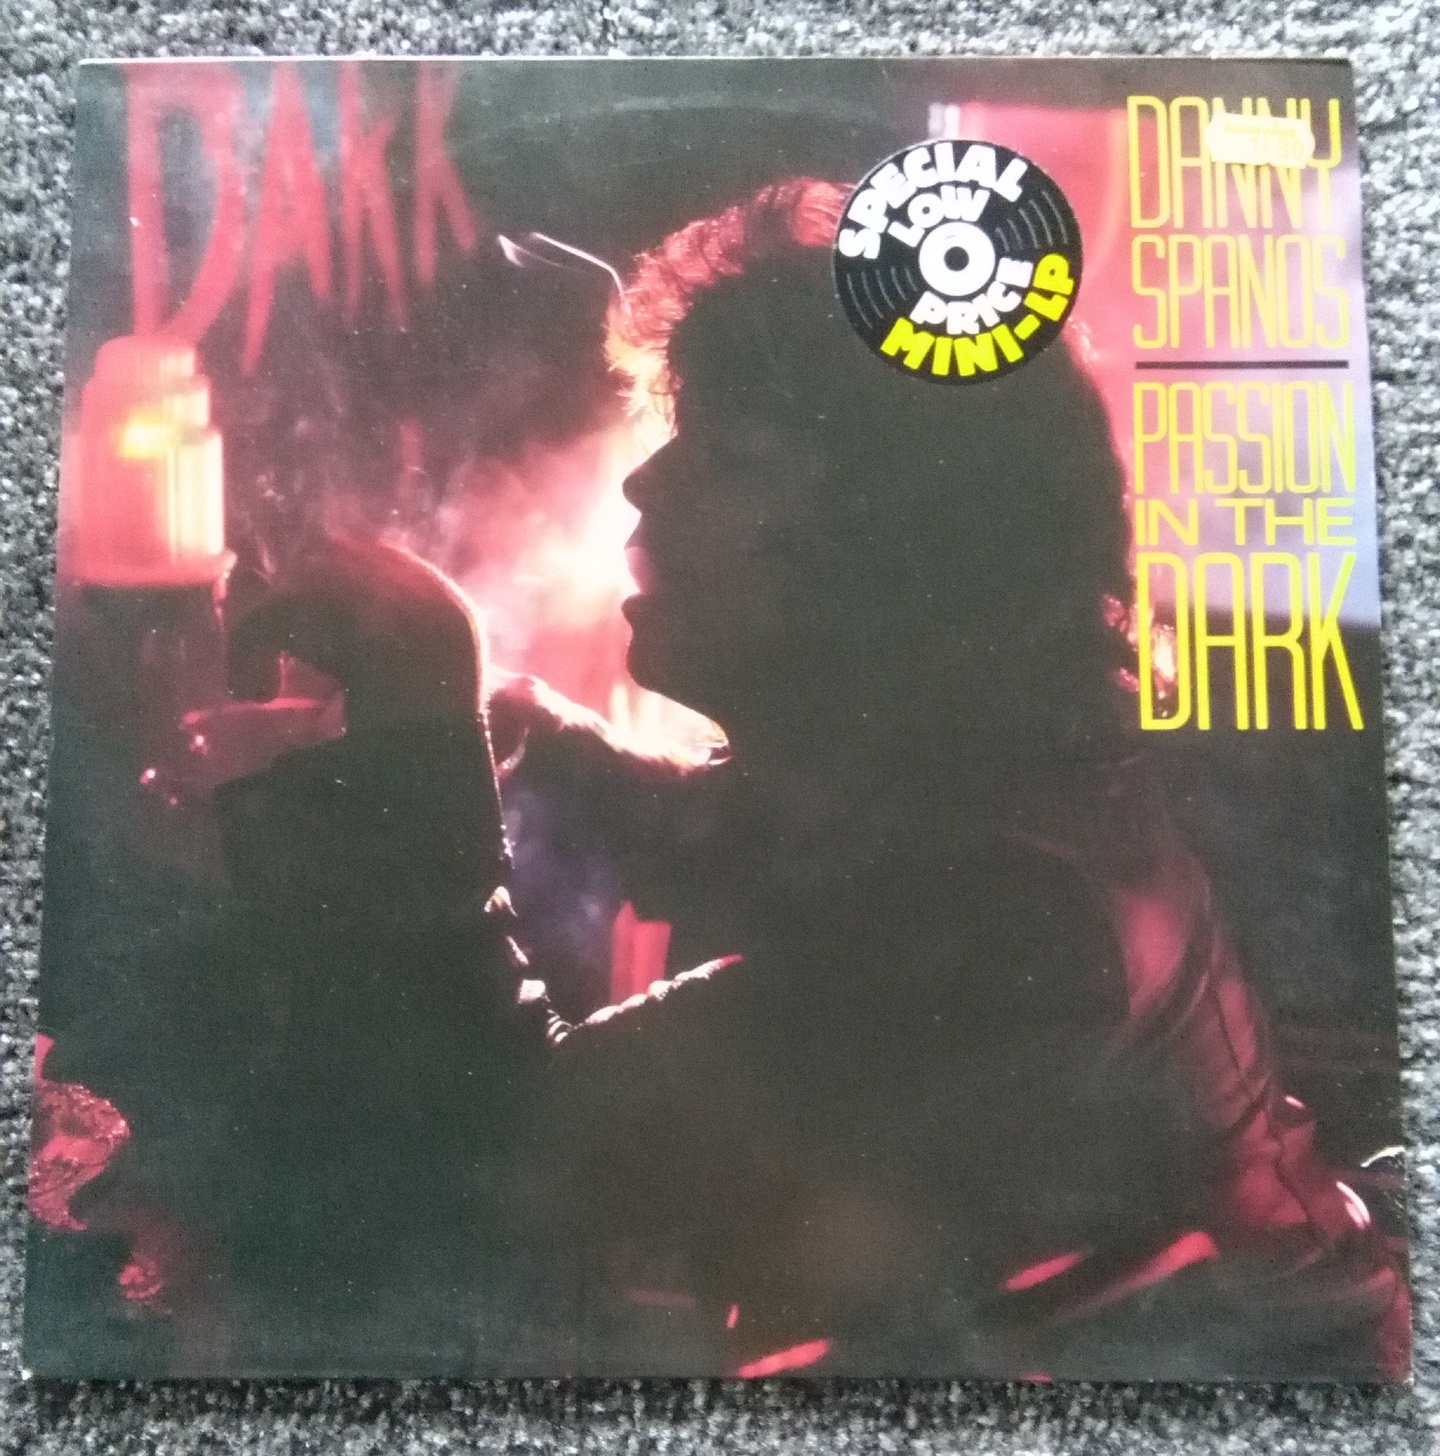 DARK
SPECIAL
LOW
PRICE
MINI-LP
DANNY
SPANOS
PASSION
IN THE
DARK